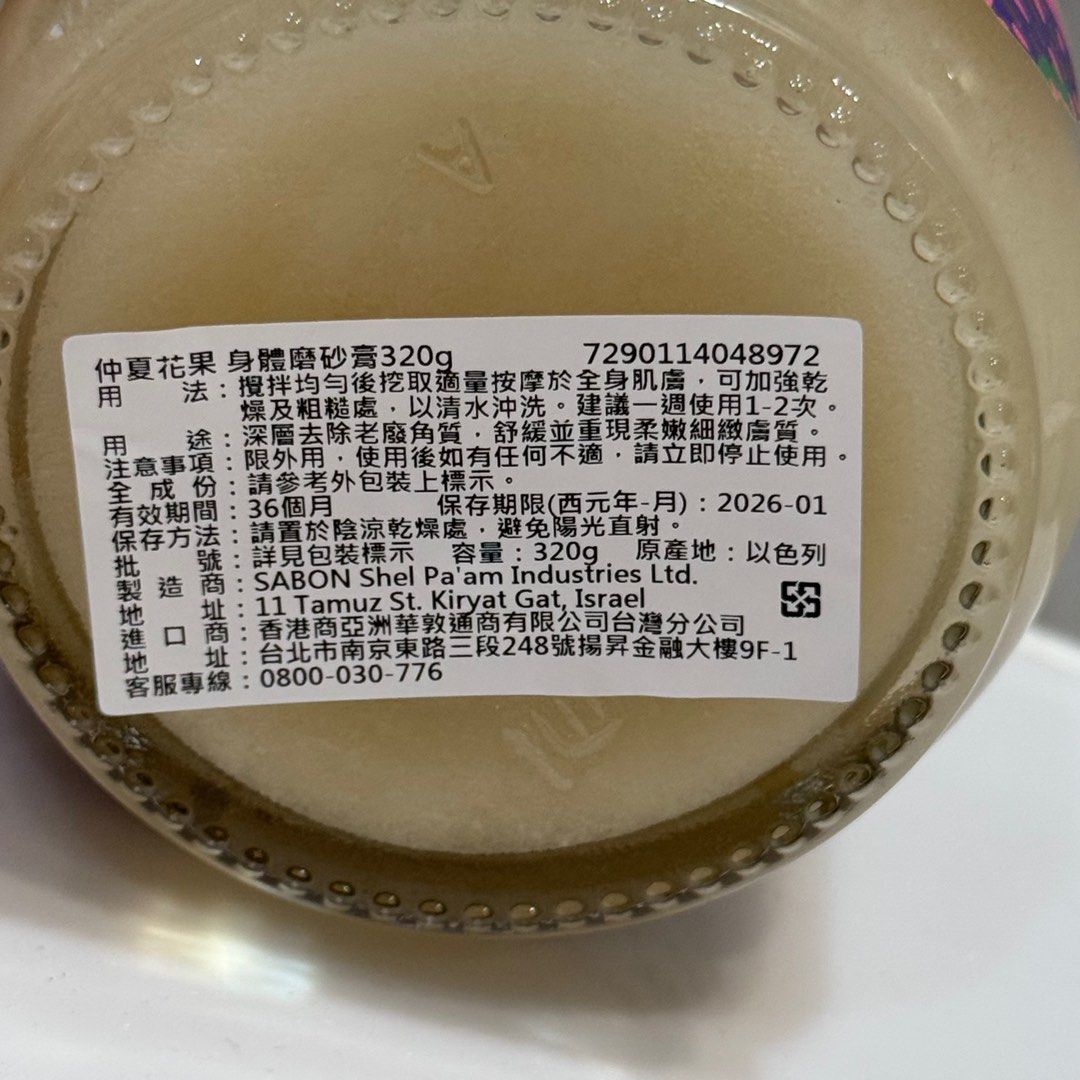 仲夏花果 身體磨砂膏320g 7290114048972
用 法：攪拌均勻後挖取適量按摩於全身肌膚，可加強乾
燥及粗糙處，以清水沖洗。建議一週使用1-2次。
用 途：深層去除老廢角質，舒緩並重現柔嫩細緻膚質。
注意事項：限外用，使用後如有任何不適，請立即停止使用。
全 成 份：請參考外包裝上標示。
有效期間：36個月 保存期限(西元年-月)：2026-01
保存方法：請置於陰涼乾燥處，避免陽光直射。
批 號：詳見包裝標示 容量：320g 原產地：以色列
製 造 商：SABON Shel Pa'am Industries Ltd.
地 址：11 Tamuz St. Kiryat Gat, Israel
進 口 商：香港商亞洲華敦通商有限公司台灣分公司
地 址：台北市南京東路三段248號揚昇金融大樓9F-1
客服專線：0800-030-776
A